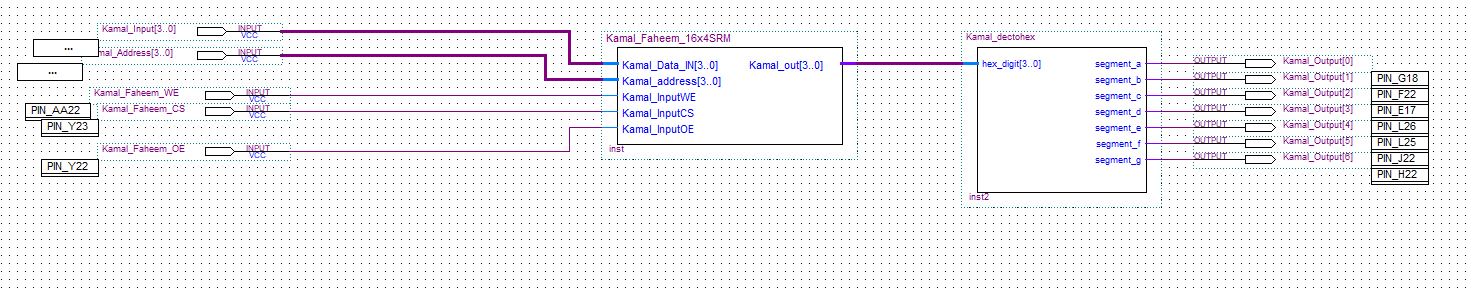 Kamal_Input[3..0] INPUT
VCC
...
mal_Address[3..0] INPUT
VCC
...
Kamal_Faheem_WE INPUT
VCC
PIN_AA22
Kamal_Faheem_CS INPUT
VCC
PIN_Y23
Kamal_Faheem_OE INPUT
VCC
PIN_Y22
Kamal_Faheem_16x4SRM
Kamal_Data_IN[3..0] Kamal_out[3..0]
Kamal_address[3..0]
Kamal_InputWE
Kamal_InputCS
Kamal_InputOE
inst
Kamal_dectohex
hex_digit[3..0] segment_a
segment_b
segment_c
segment_d
segment_e
segment_f
segment_g
inst2
OUTPUT Kamal_Output[0]
OUTPUT Kamal_Output[1]
OUTPUT Kamal_Output[2]
OUTPUT Kamal_Output[3]
OUTPUT Kamal_Output[4]
OUTPUT Kamal_Output[5]
OUTPUT Kamal_Output[6]
PIN_G18
PIN_F22
PIN_E17
PIN_L26
PIN_L25
PIN_J22
PIN_H22